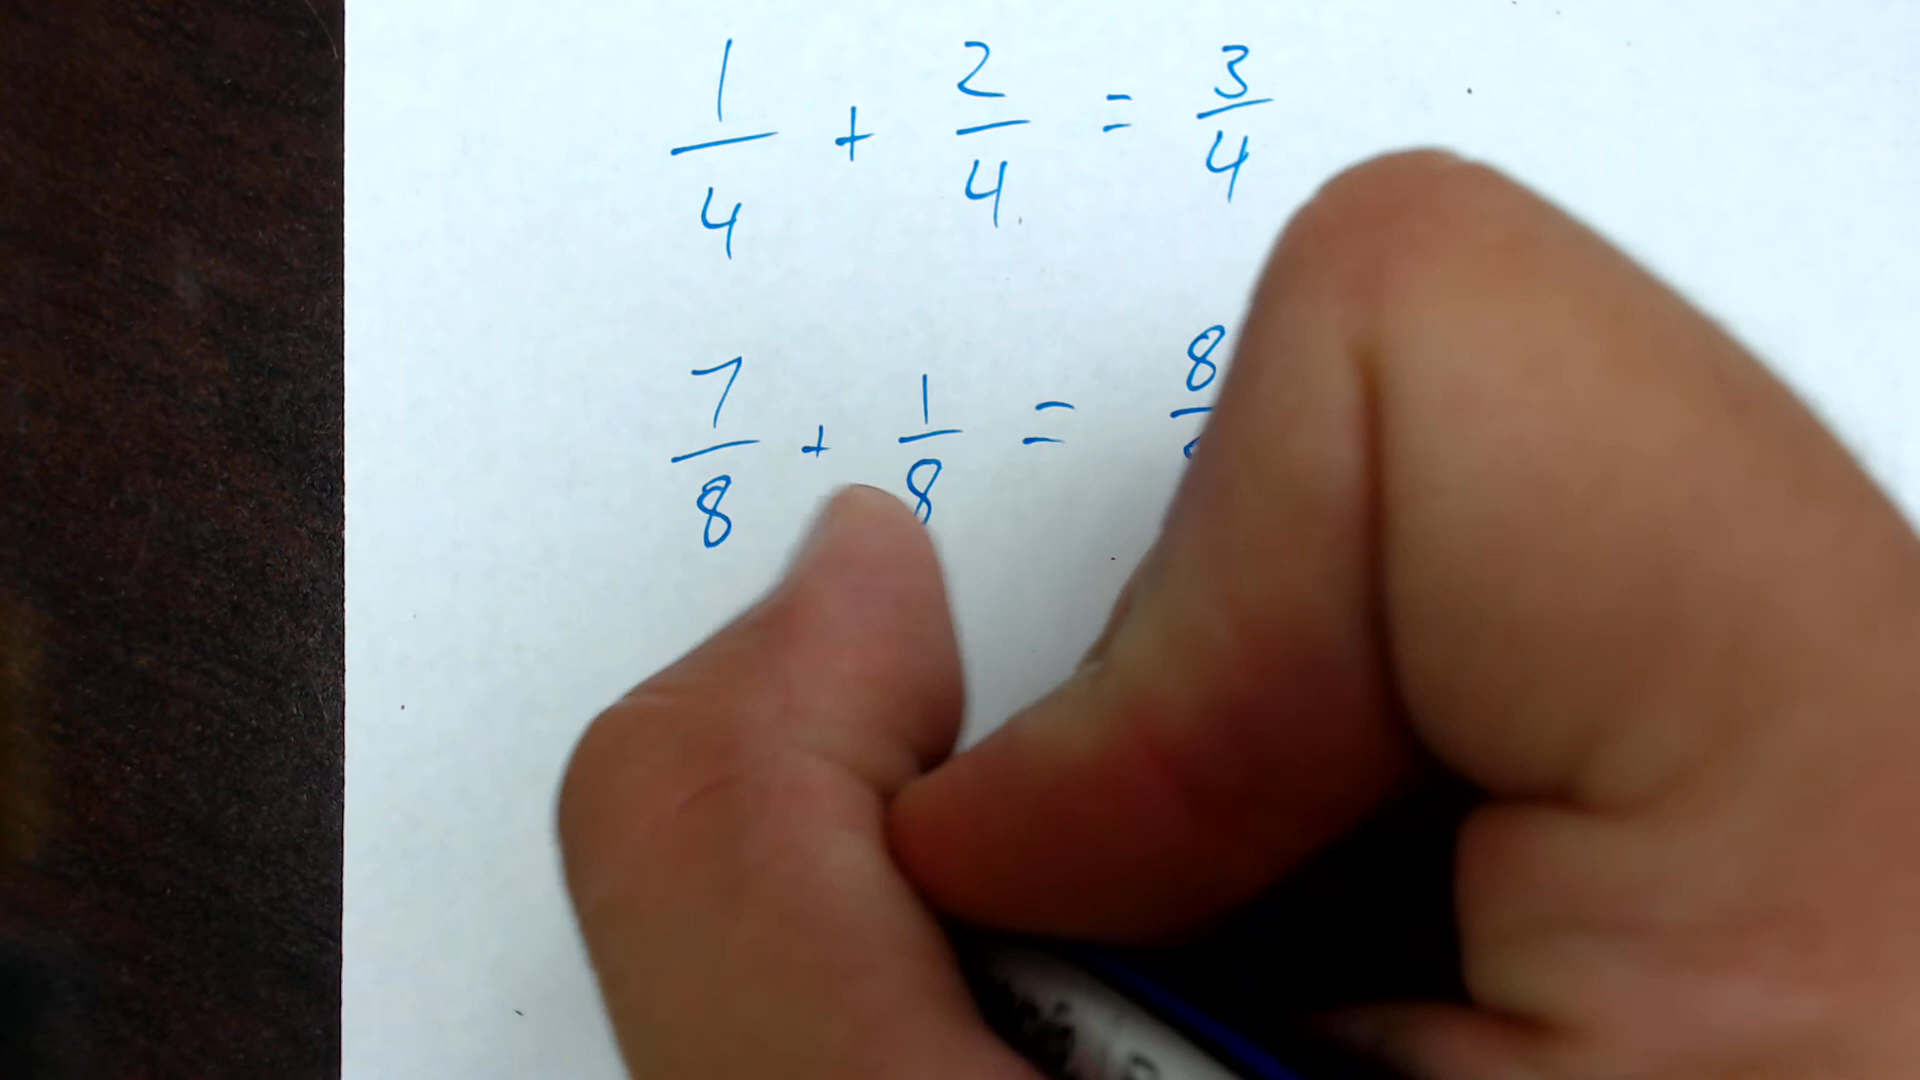 1/4 + 2/4 = 3/4
7/8 + 1/8 = 8/